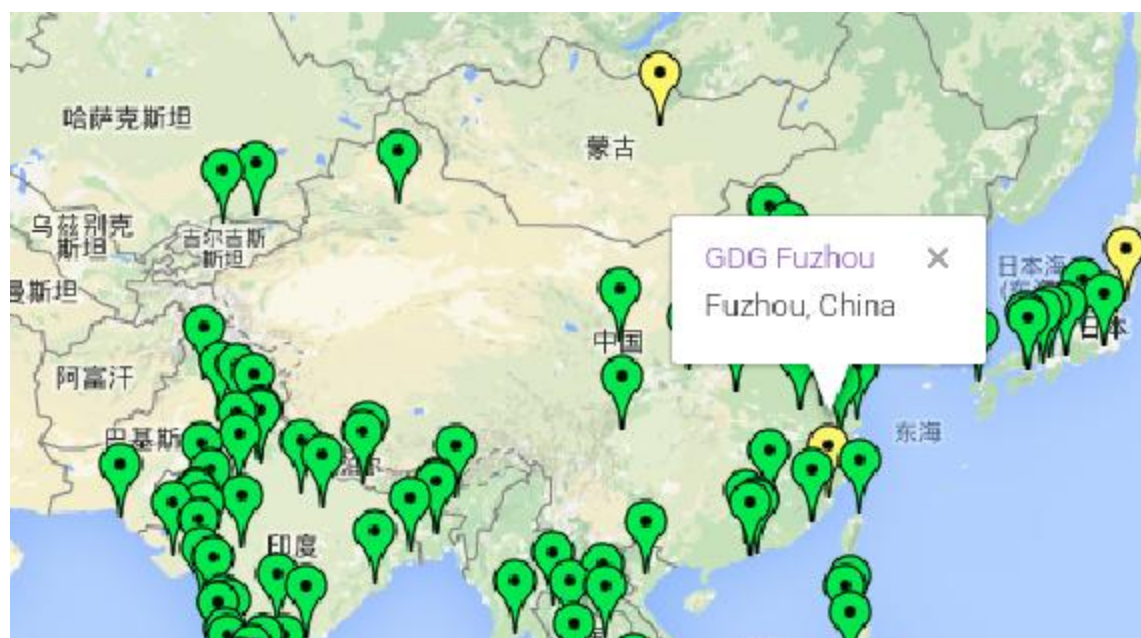 哈萨克斯坦
蒙古
乌兹别克
斯坦
吉尔吉斯
斯坦
曼斯坦
GDG Fuzhou
Fuzhou, China
日本海
中国
日本
阿富汗
巴基斯
东海
印度